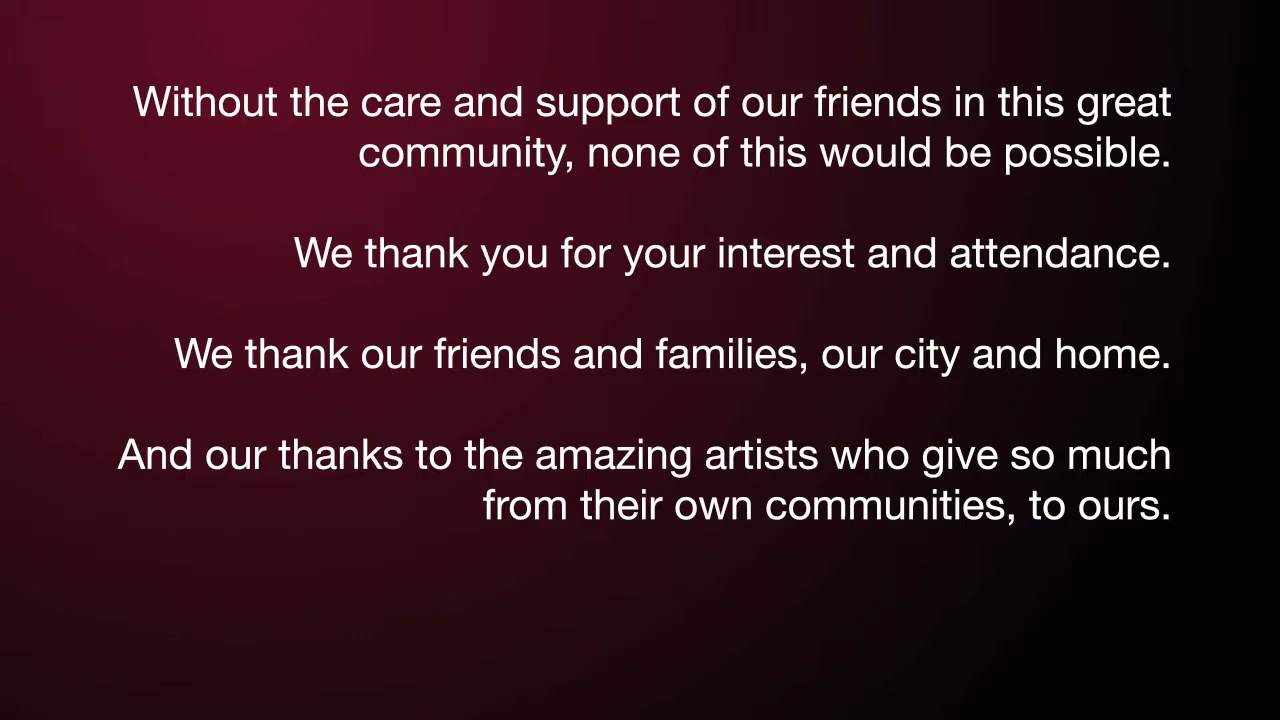 Without the care and support of our friends in this great
community, none of this would be possible.
We thank you for your interest and attendance.
We thank our friends and families, our city and home.
And our thanks to the amazing artists who give so much
from their own communities, to ours.